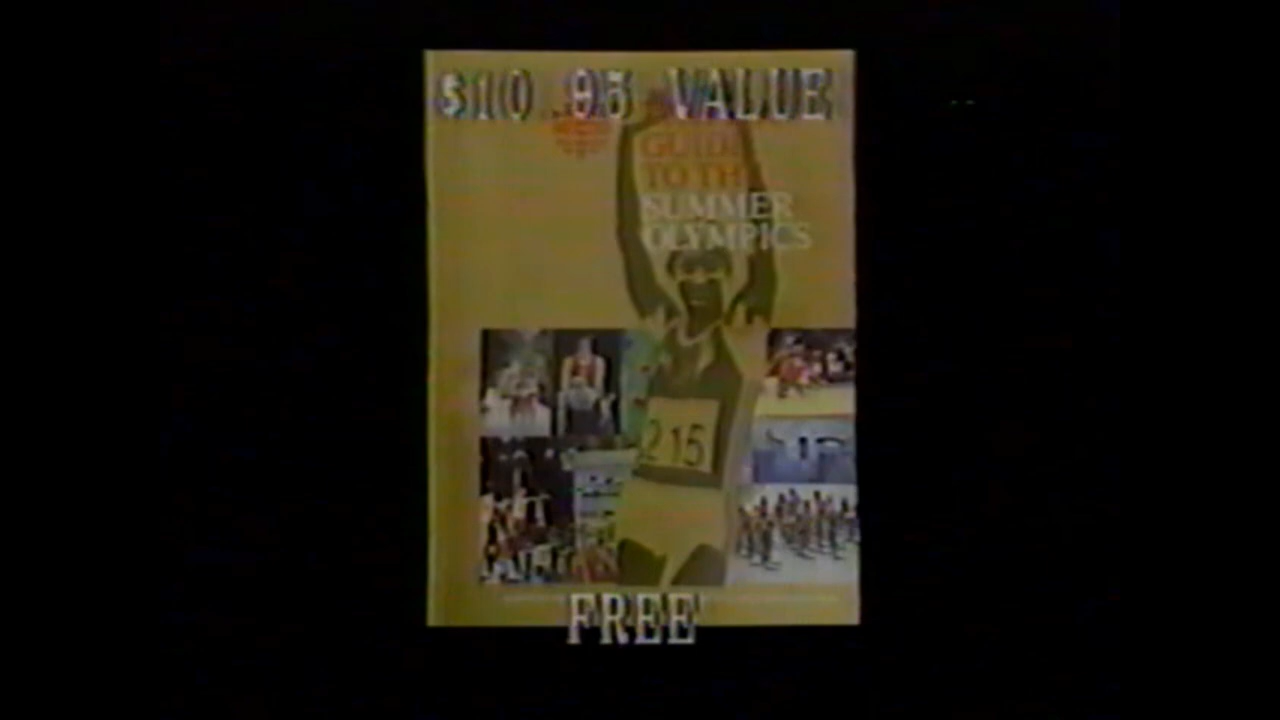 $10.95 VALUE
GUIDE
TO THE
SUMMER
OLYMPICS
215
FREE